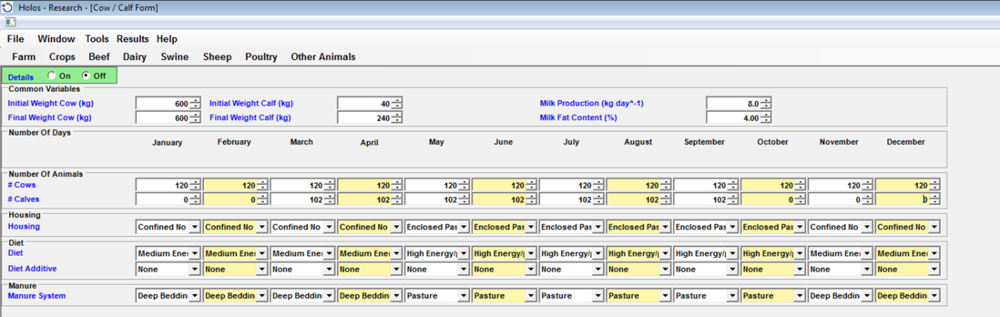 Holos - Research - [Cow / Calf Form]
File Window Tools Results Help
Farm Crops Beef Dairy Swine Sheep Poultry Other Animals
Details On Off
Common Variables
Initial Weight Cow (kg) 600 Initial Weight Calf (kg) 40 Milk Production (kg day^-1) 8.0
Final Weight Cow (kg) 600 Final Weight Calf (kg) 240 Milk Fat Content (%) 4.00
Number Of Days
January February March April May June July August September October November December
Number Of Animals
# Cows 120 120 120 120 120 120 120 120 120 120 120 120
# Calves 0 0 102 102 102 102 102 102 102 0 0 0
Housing
Housing Confined No Confined No Confined No Confined No Enclosed Pas Enclosed Pas Enclosed Pas Enclosed Pas Enclosed Pas Enclosed Pas Confined No Confined No
Diet
Diet Medium Ener Medium Ener Medium Ener Medium Ener High Energy/ High Energy/ High Energy/ High Energy/ High Energy/ High Energy/ Medium Ener Medium Ener
Diet Additive None None None None None None None None None None None None
Manure
Manure System Deep Beddin Deep Beddin Deep Beddin Deep Beddin Pasture Pasture Pasture Pasture Pasture Pasture Deep Beddin Deep Beddin